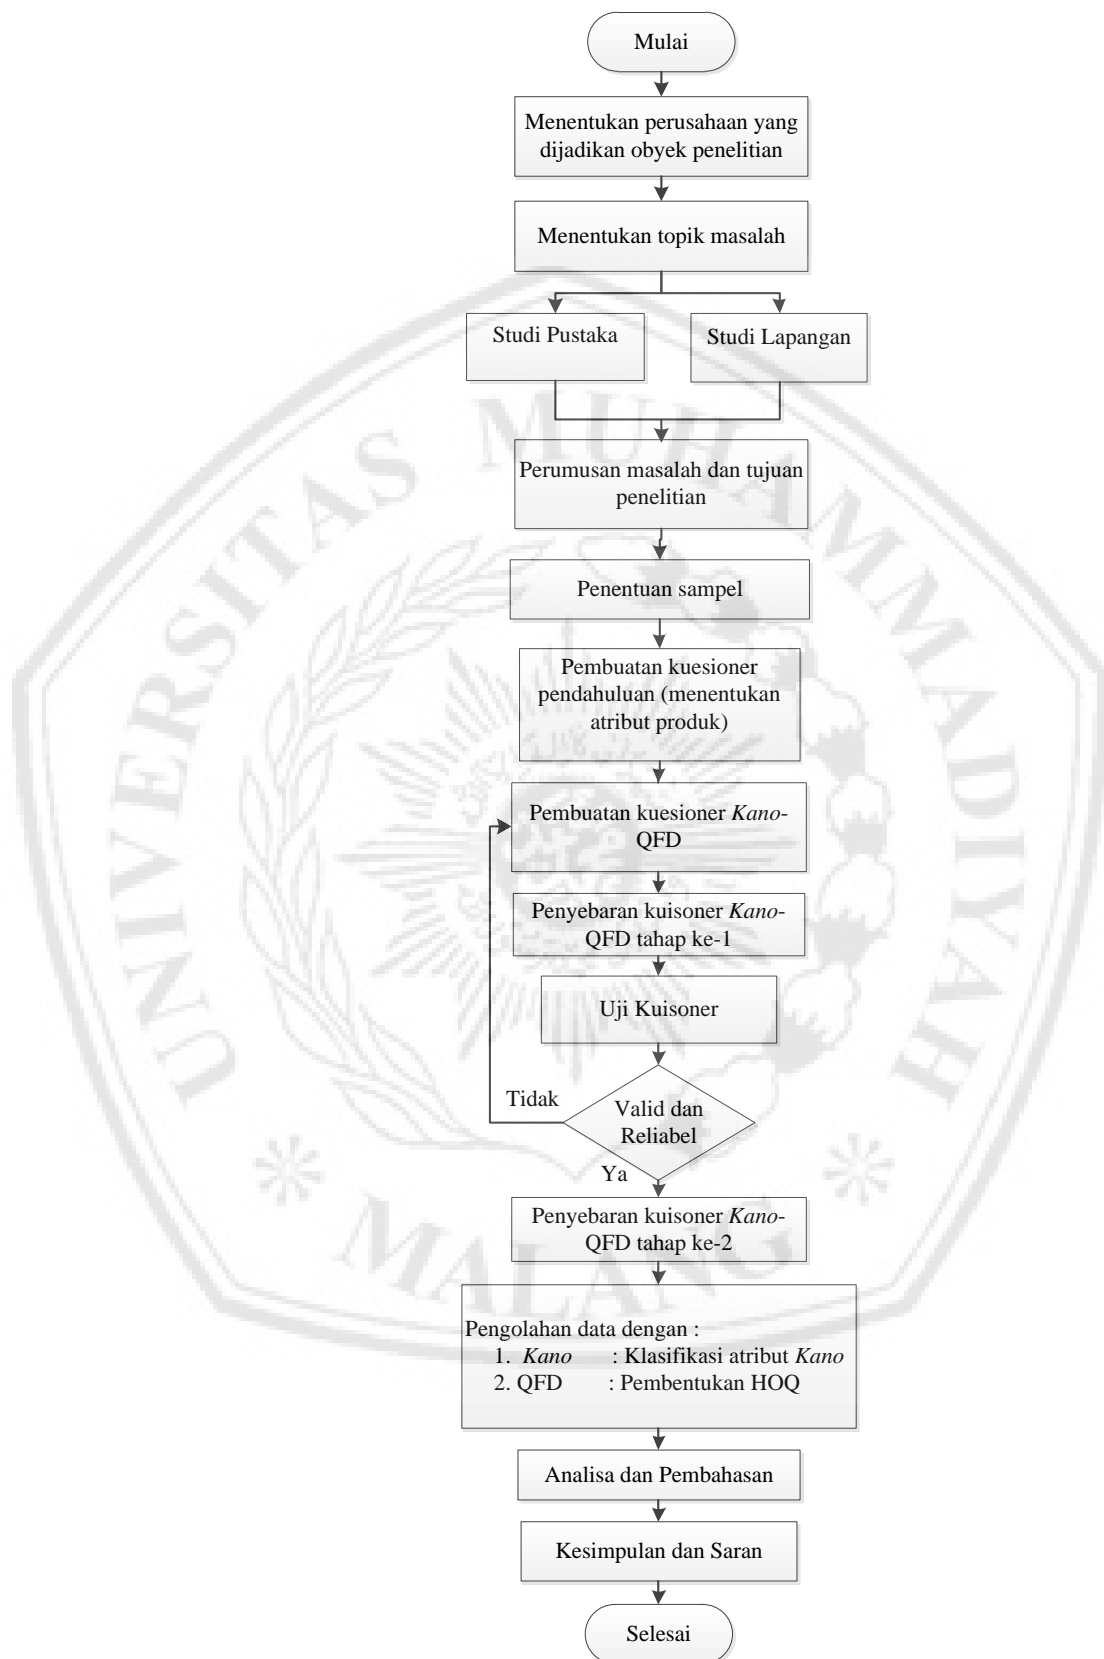 Mulai
Menentukan perusahaan yang
dijadikan obyek penelitian
Menentukan topik masalah
Studi Pustaka
Studi Lapangan
Perumusan masalah dan tujuan
penelitian
Penentuan sampel
Pembuatan kuesioner
pendahuluan (menentukan
atribut produk)
Pembuatan kuesioner Kano-
QFD
Penyebaran kuisoner Kano-
QFD tahap ke-1
Uji Kuisoner
Tidak
Valid dan
Reliabel
Ya
Penyebaran kuisoner Kano-
QFD tahap ke-2
Pengolahan data dengan :
1. Kano : Klasifikasi atribut Kano
2. QFD : Pembentukan HOQ
Analisa dan Pembahasan
Kesimpulan dan Saran
Selesai
UNIVERSITAS MUHAMMADIYAH
MALANG